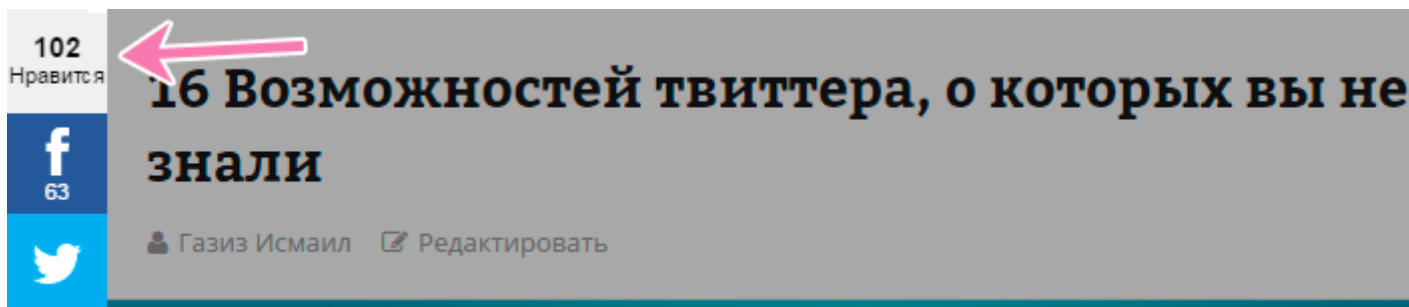 102
Нравится
63
16 Возможностей твиттера, о которых вы не
знали
Газиз Исмаил Редактировать